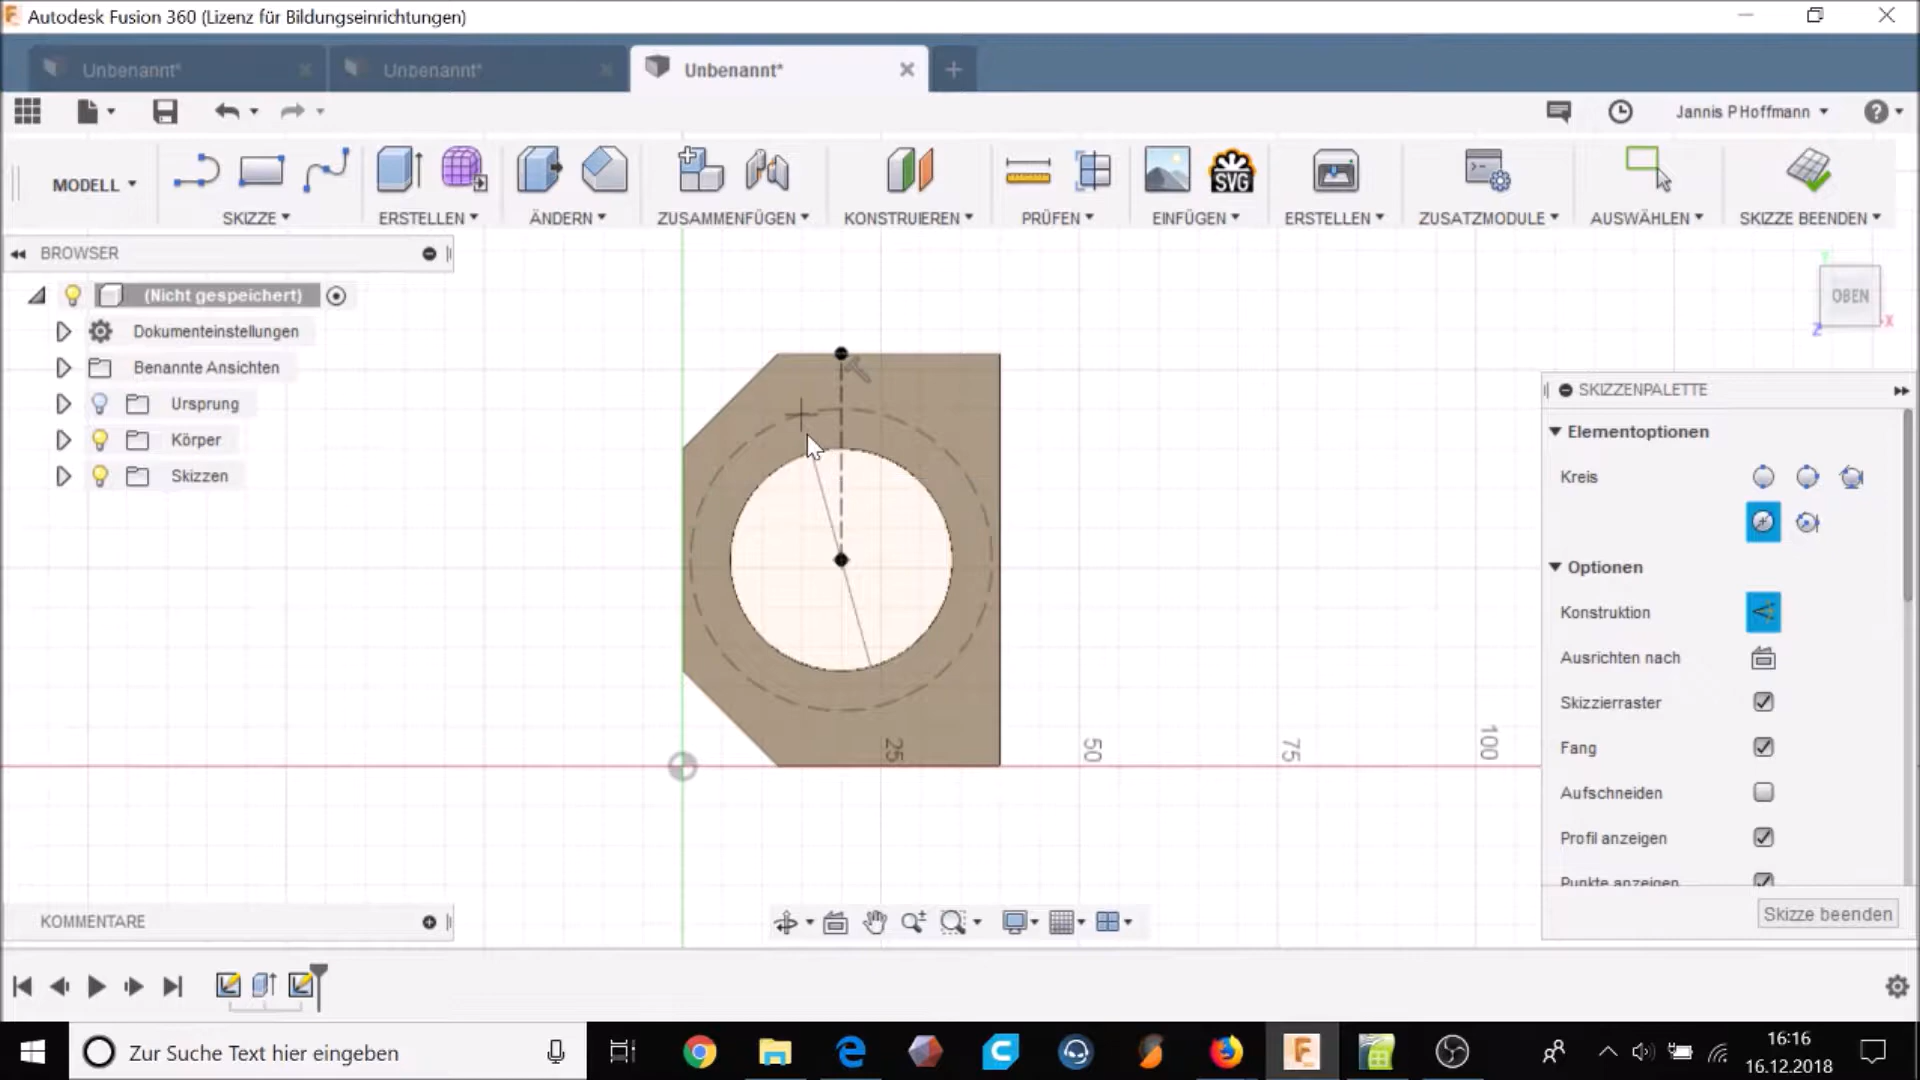 Autodesk Fusion 360 (Lizenz für Bildungseinrichtungen)
Unbenannt*
Unbenannt*
Unbenannt*
Jannis P Hoffmann
MODELL
SVG
SKIZZE
ERSTELLEN
ÄNDERN
ZUSAMMENFÜGEN
KONSTRUIEREN
PRÜFEN
EINFÜGEN
ERSTELLEN
ZUSATZMODULE
AUSWÄHLEN
SKIZZE BEENDEN
BROWSER
(Nicht gespeichert)
Dokumenteinstellungen
Benannte Ansichten
Ursprung
Körper
Skizzen
Y
OBEN
Z
X
25
50
75
100
SKIZZENPALETTE
Elementoptionen
Kreis
Optionen
Konstruktion
Ausrichten nach
Skizzierraster
Fang
Aufschneiden
Profil anzeigen
Punkte anzeigen
Skizze beenden
KOMMENTARE
Zur Suche Text hier eingeben
16:16
16.12.2018